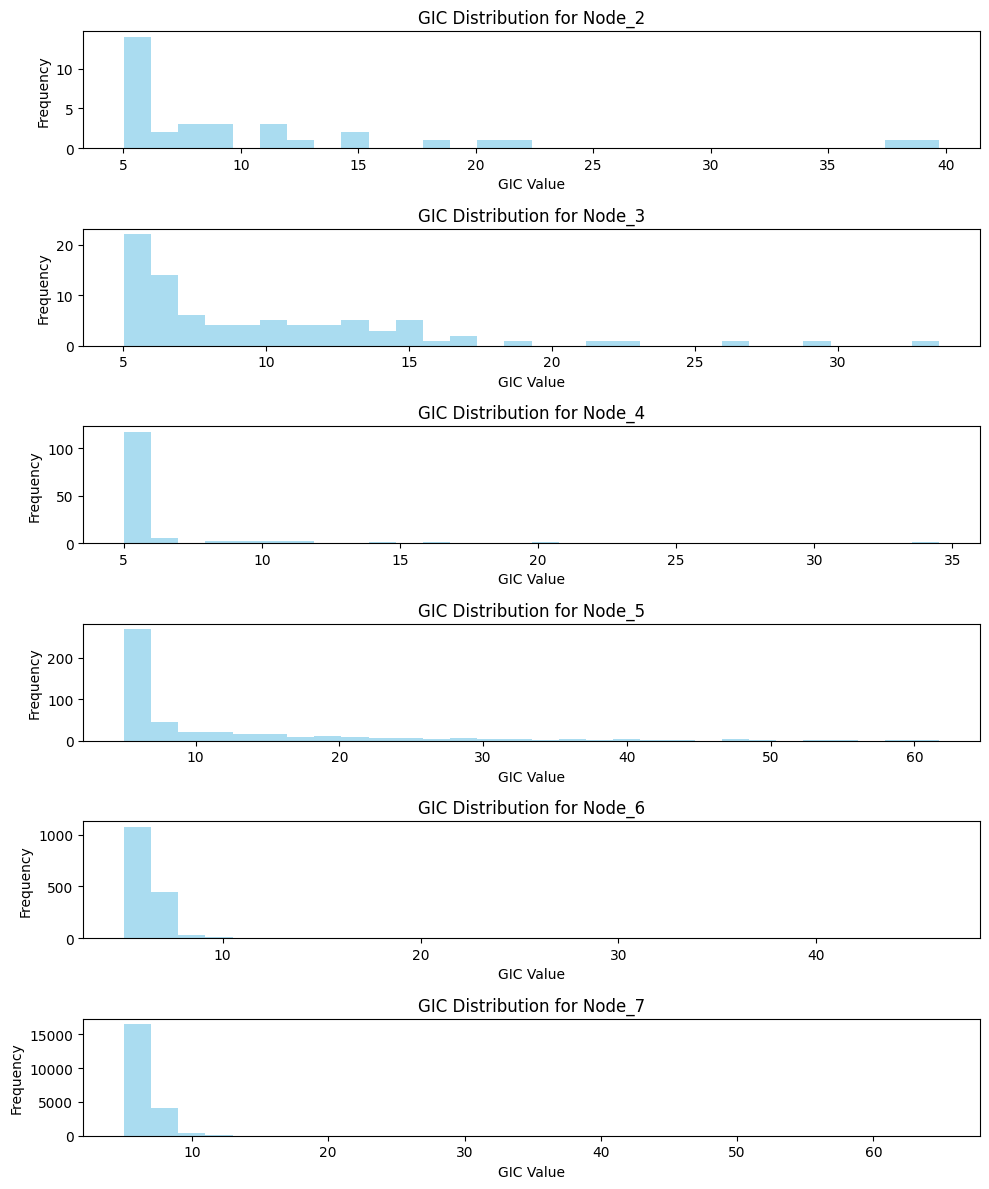 GIC Distribution for Node_2
Frequency
10
5
0
5 10 15 20 25 30 35 40
GIC Value
GIC Distribution for Node_3
Frequency
20
10
0
5 10 15 20 25 30
GIC Value
GIC Distribution for Node_4
Frequency
100
50
0
5 10 15 20 25 30 35
GIC Value
GIC Distribution for Node_5
Frequency
200
100
0
10 20 30 40 50 60
GIC Value
GIC Distribution for Node_6
Frequency
1000
500
0
10 20 30 40
GIC Value
GIC Distribution for Node_7
Frequency
15000
10000
5000
0
10 20 30 40 50 60
GIC Value